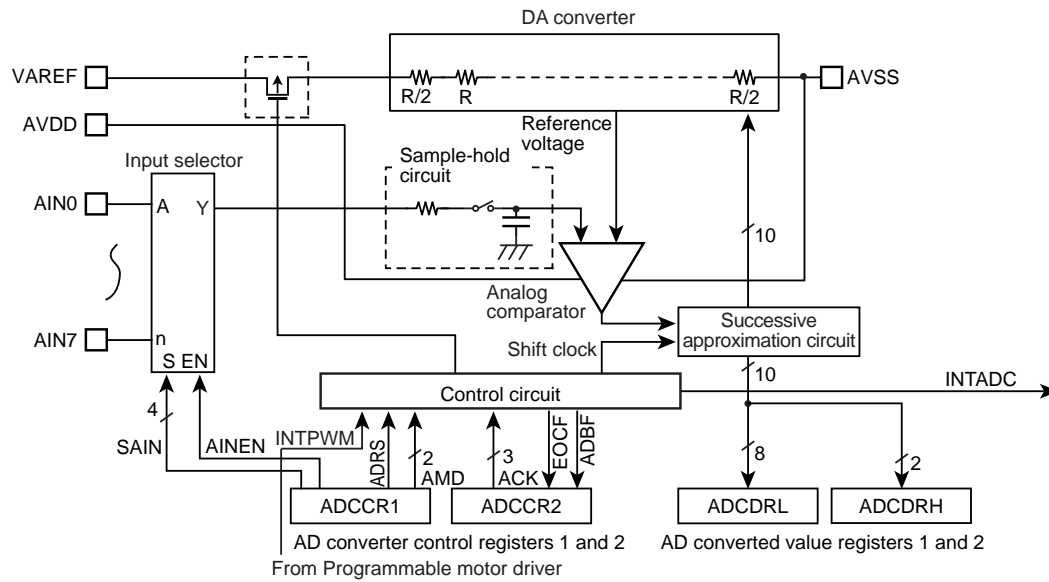 DA converter
VAREF
AVSS
R/2
R
R/2
AVDD
Reference
voltage
Input selector
Sample-hold
circuit
AIN0
A
Y
10
Analog
comparator
Successive
approximation circuit
AIN7
n
Shift clock
S EN
10
INTADC
Control circuit
4
SAIN
AINEN
INTPWM
ADRS
2
AMD
3
ACK
EOCF
ADBF
8
2
ADCCR1
ADCCR2
ADCDRL
ADCDRH
AD converter control registers 1 and 2
AD converted value registers 1 and 2
From Programmable motor driver